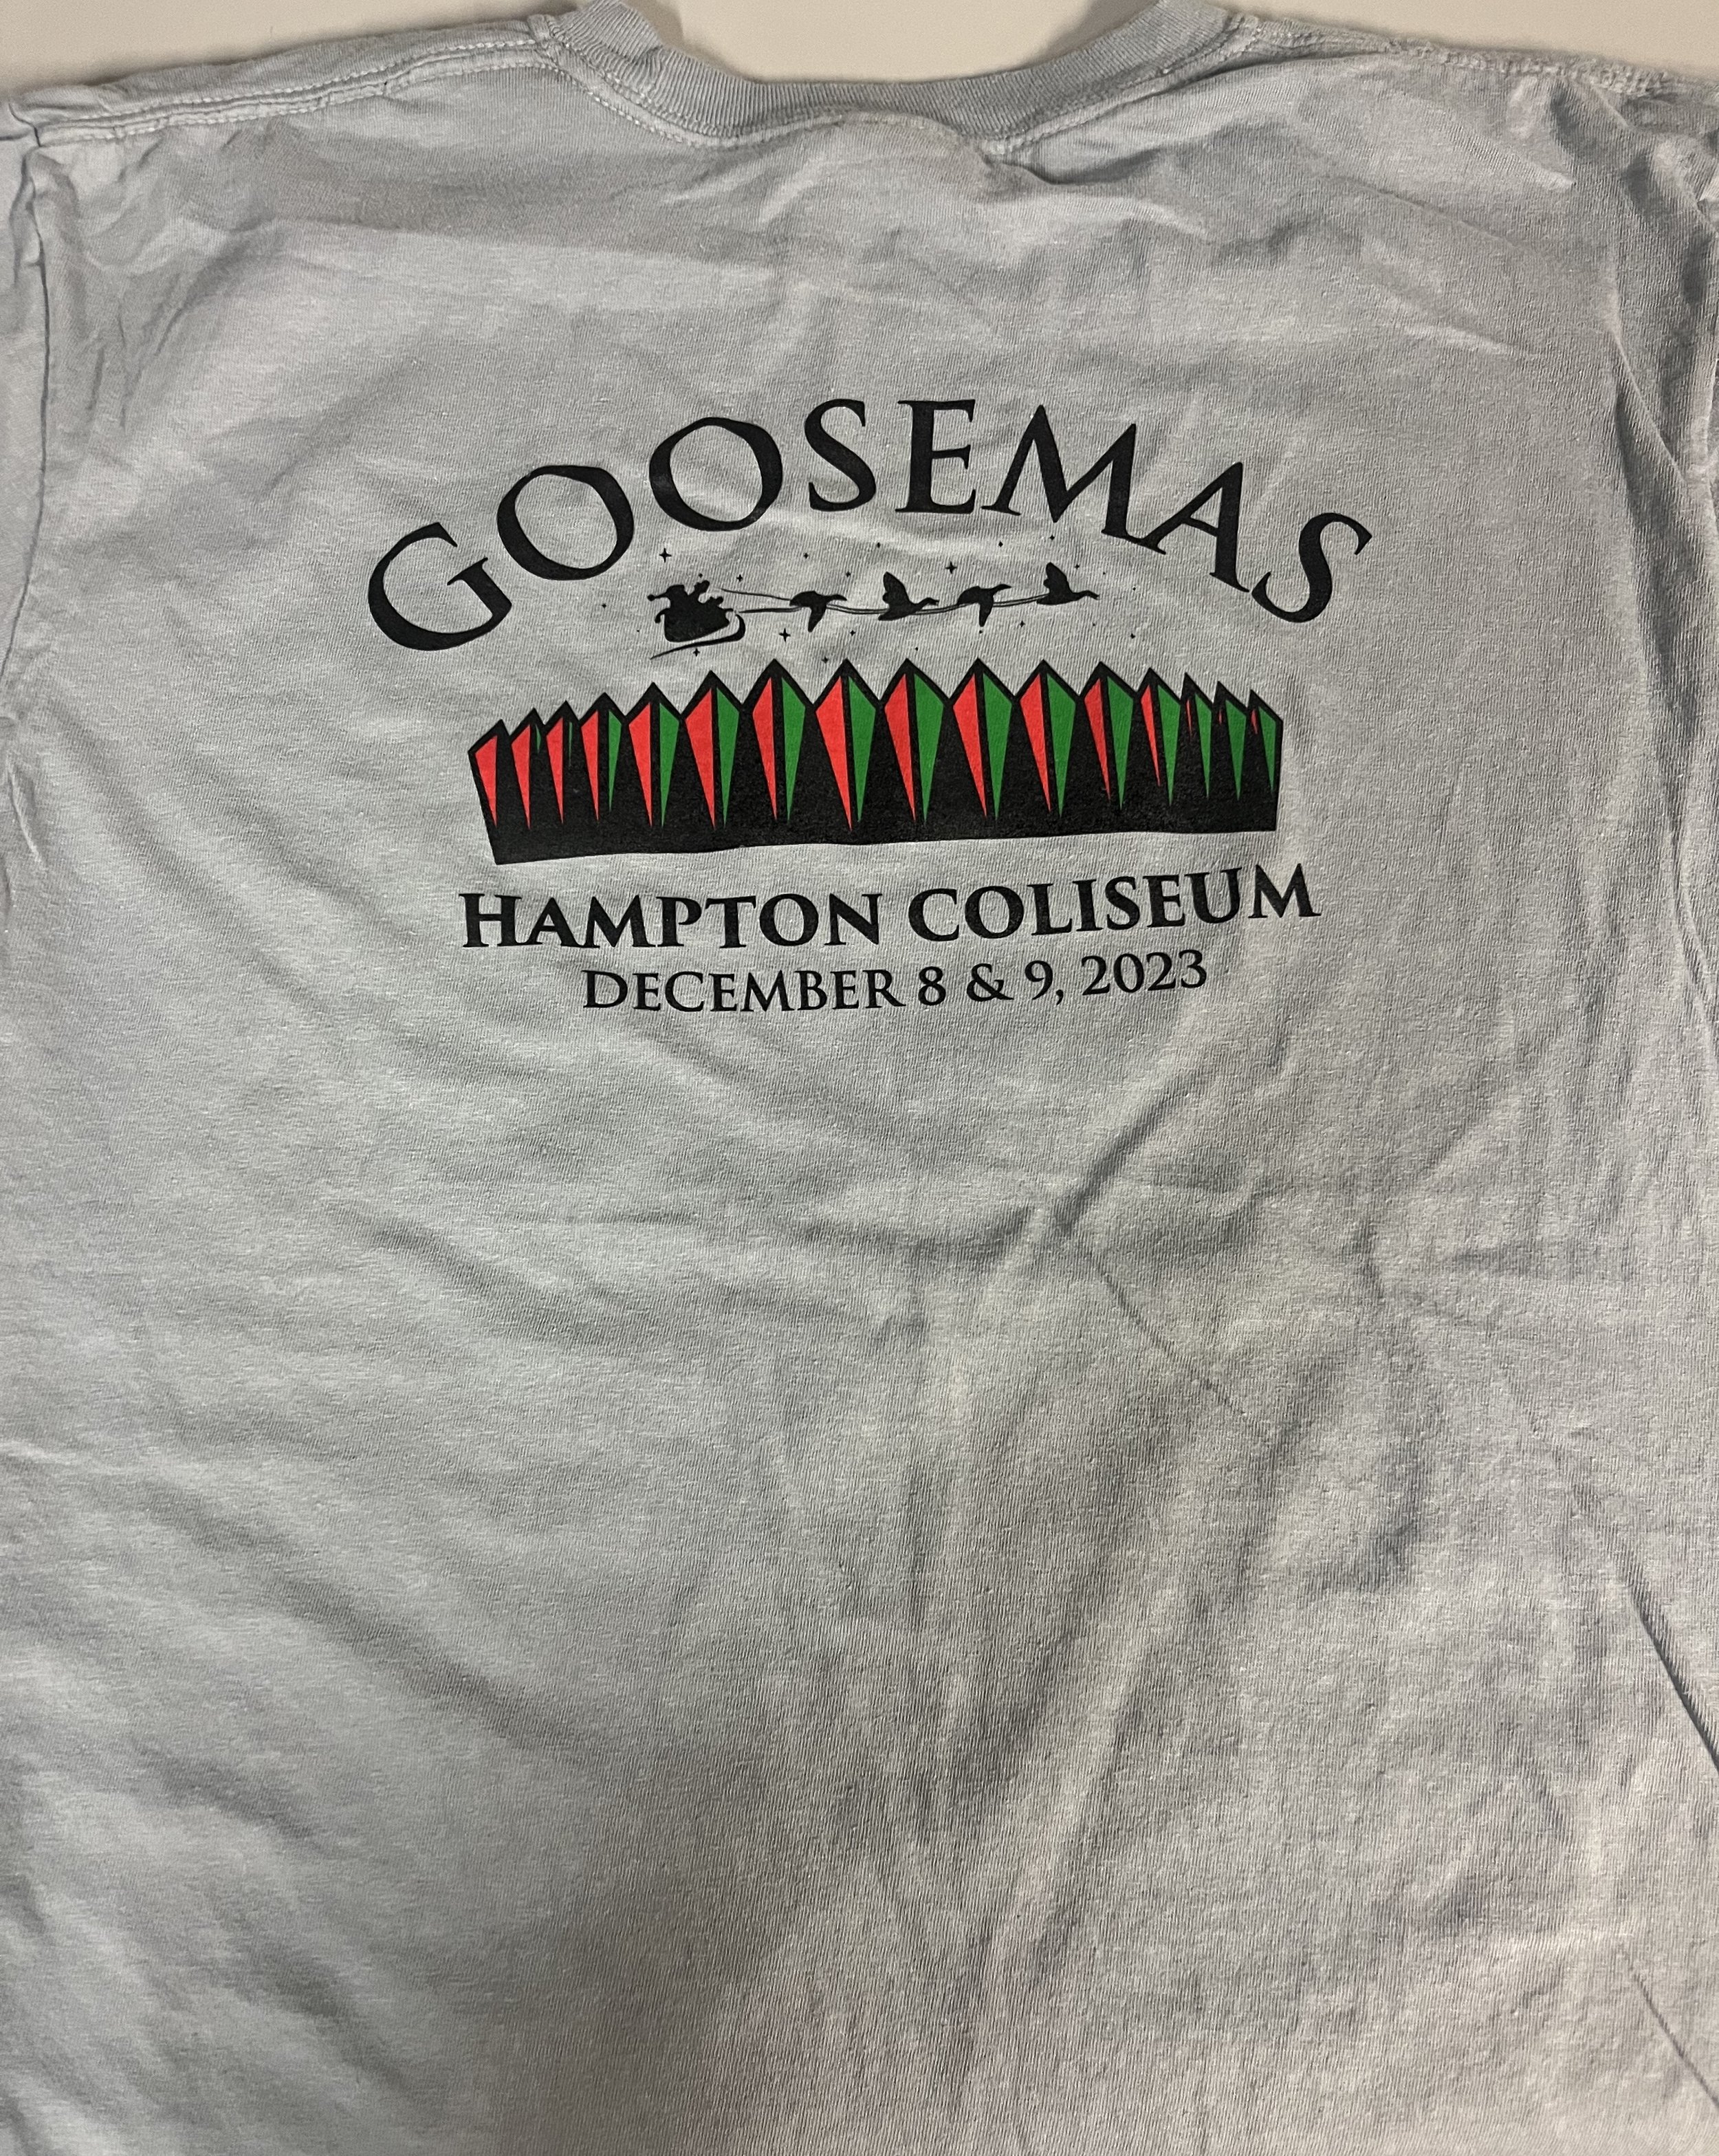 GOOSEMAS
HAMPTON COLISEUM
DECEMBER 8 & 9, 2023